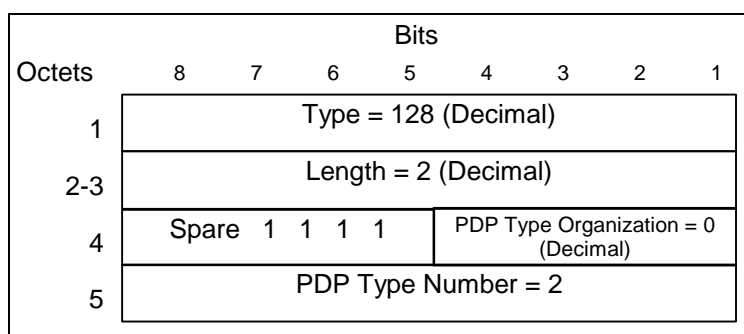 Bits
Octets 8 7 6 5 4 3 2 1
1 Type = 128 (Decimal)
2-3 Length = 2 (Decimal)
4 Spare 1 1 1 1 PDP Type Organization = 0
(Decimal)
5 PDP Type Number = 2